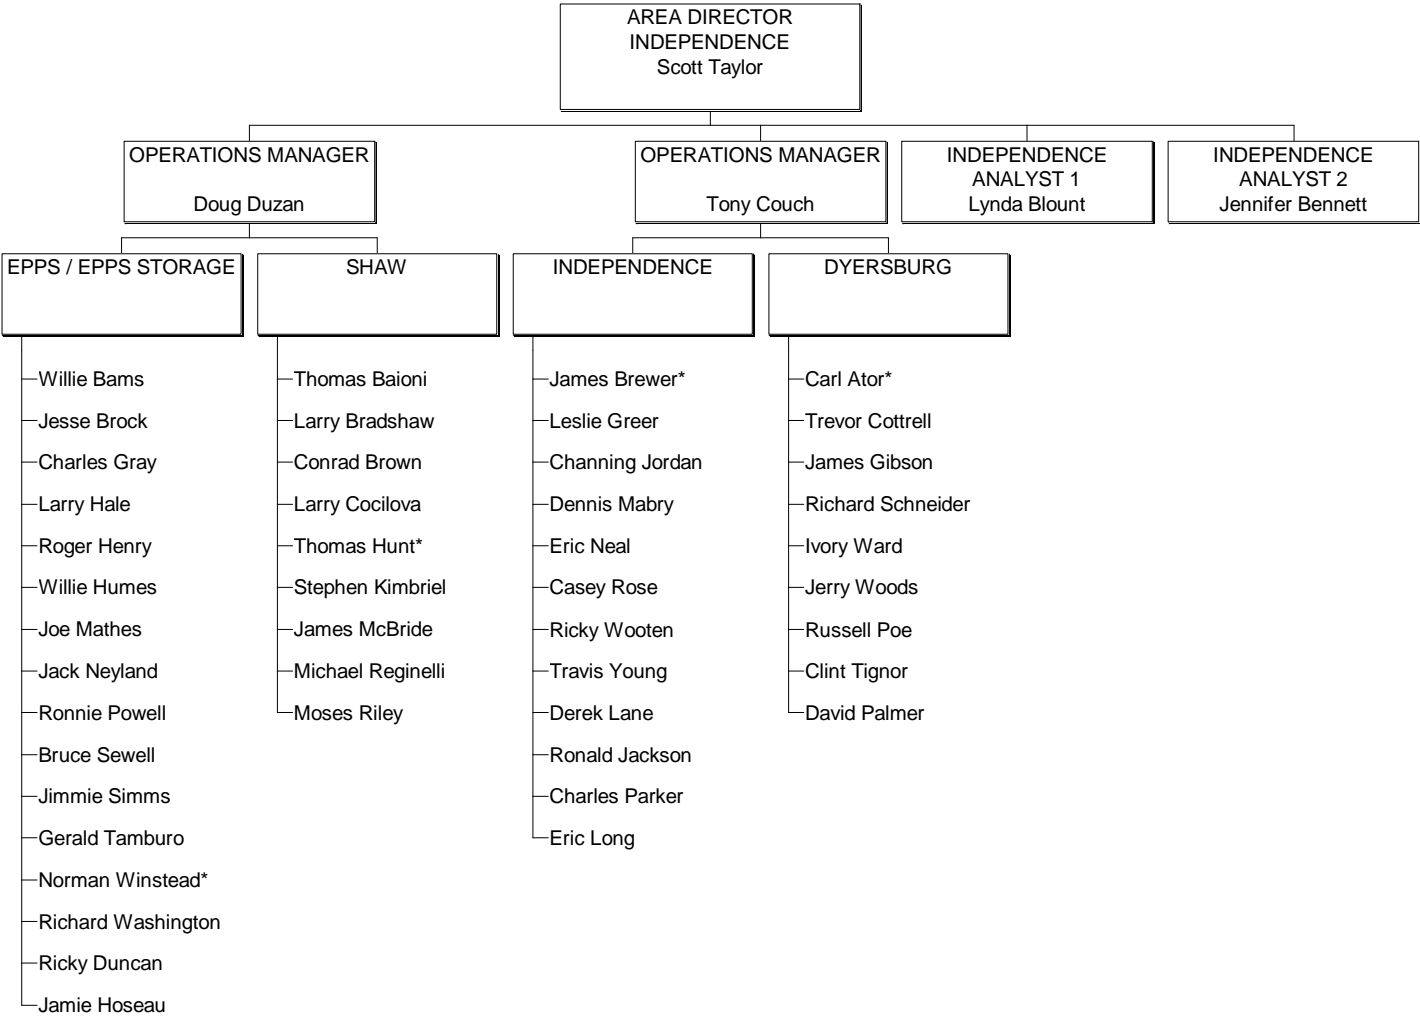 AREA DIRECTOR
INDEPENDENCE
Scott Taylor
OPERATIONS MANAGER
Doug Duzan
OPERATIONS MANAGER
Tony Couch
INDEPENDENCE
ANALYST 1
Lynda Blount
INDEPENDENCE
ANALYST 2
Jennifer Bennett
EPPS / EPPS STORAGE
Willie Bams
Jesse Brock
Charles Gray
Larry Hale
Roger Henry
Willie Humes
Joe Mathes
Jack Neyland
Ronnie Powell
Bruce Sewell
Jimmie Simms
Gerald Tamburo
Norman Winstead*
Richard Washington
Ricky Duncan
Jamie Hoseau
SHAW
Thomas Baioni
Larry Bradshaw
Conrad Brown
Larry Cocilova
Thomas Hunt*
Stephen Kimbriel
James McBride
Michael Reginelli
Moses Riley
INDEPENDENCE
James Brewer*
Leslie Greer
Channing Jordan
Dennis Mabry
Eric Neal
Casey Rose
Ricky Wooten
Travis Young
Derek Lane
Ronald Jackson
Charles Parker
Eric Long
DYERSBURG
Carl Ator*
Trevor Cottrell
James Gibson
Richard Schneider
Ivory Ward
Jerry Woods
Russell Poe
Clint Tignor
David Palmer